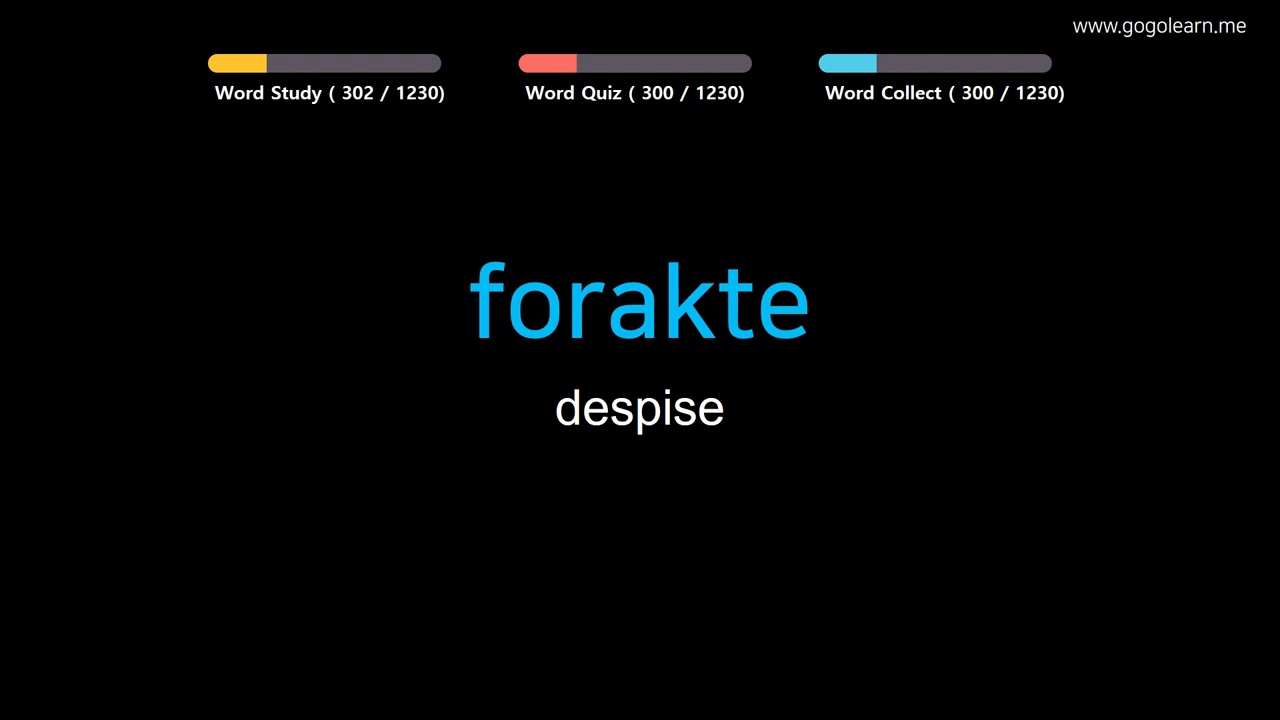 www.gogolearn.me
Word Study ( 302 / 1230)
Word Quiz ( 300 / 1230)
Word Collect ( 300 / 1230)
forakte
despise